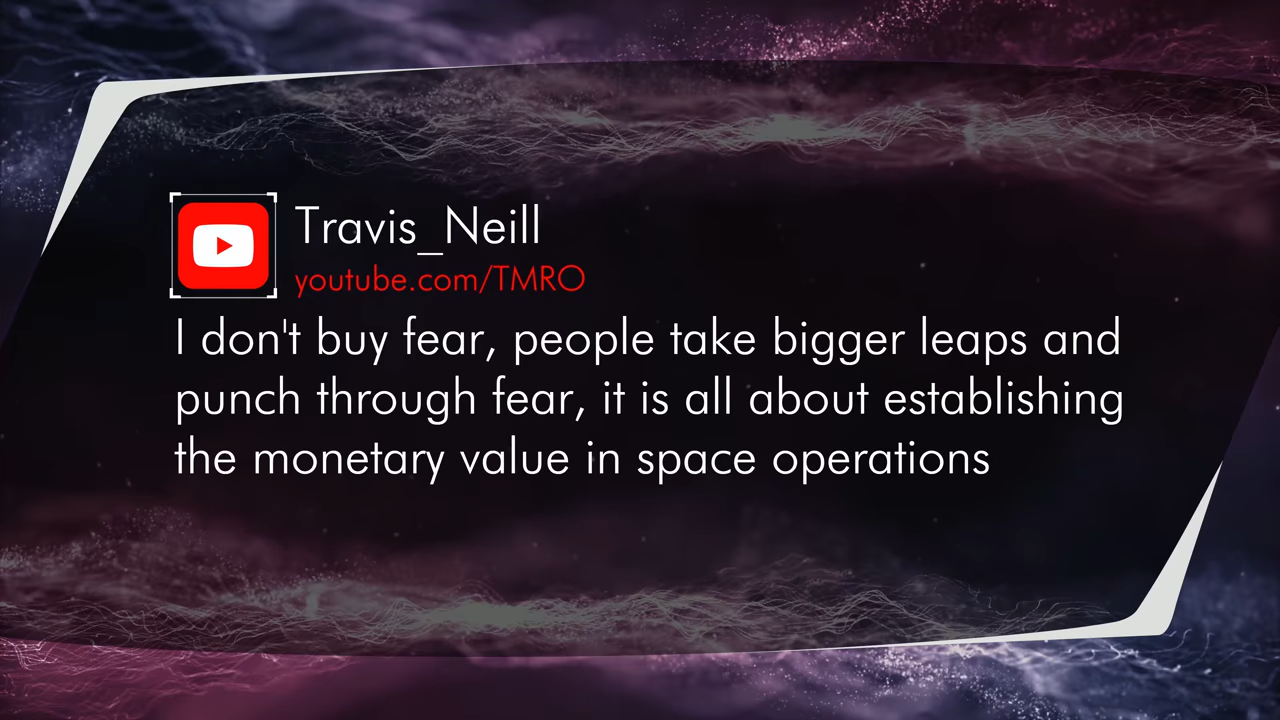 Travis_Neill
youtube.com/TMRO
I don't buy fear, people take bigger leaps and
punch through fear, it is all about establishing
the monetary value in space operations